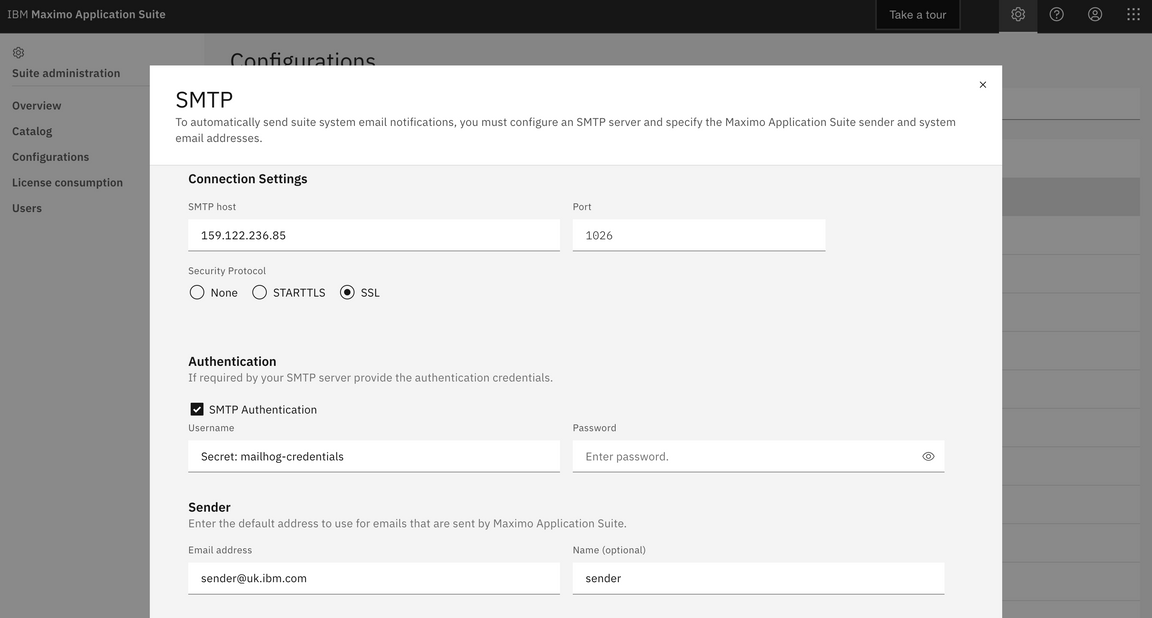 IBM Maximo Application Suite
Take a tour
Suite administration
Overview
Catalog
Configurations
License consumption
Users
Configurations
SMTP
To automatically send suite system email notifications, you must configure an SMTP server and specify the Maximo Application Suite sender and system
email addresses.
Connection Settings
SMTP host
Port
159.122.236.85
1026
Security Protocol
None
STARTTLS
SSL
Authentication
If required by your SMTP server provide the authentication credentials.
SMTP Authentication
Username
Password
Secret: mailhog-credentials
Enter password.
Sender
Enter the default address to use for emails that are sent by Maximo Application Suite.
Email address
Name (optional)
sender@uk.ibm.com
sender